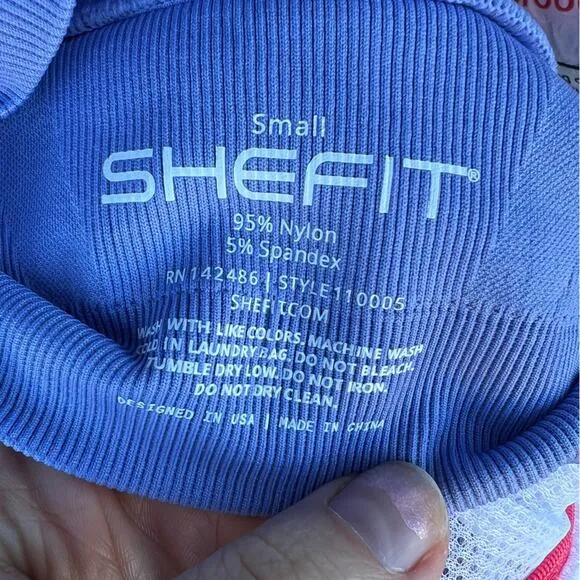 Small
SHEFIT®
95% Nylon
5% Spandex
RN 142486 | STYLE 110005
SHEFIT.COM
WASH WITH LIKE COLORS. MACHINE WASH
COLD IN LAUNDRY BAG. DO NOT BLEACH.
TUMBLE DRY LOW. DO NOT IRON.
DO NOT DRY CLEAN.
DESIGNED IN USA | MADE IN CHINA